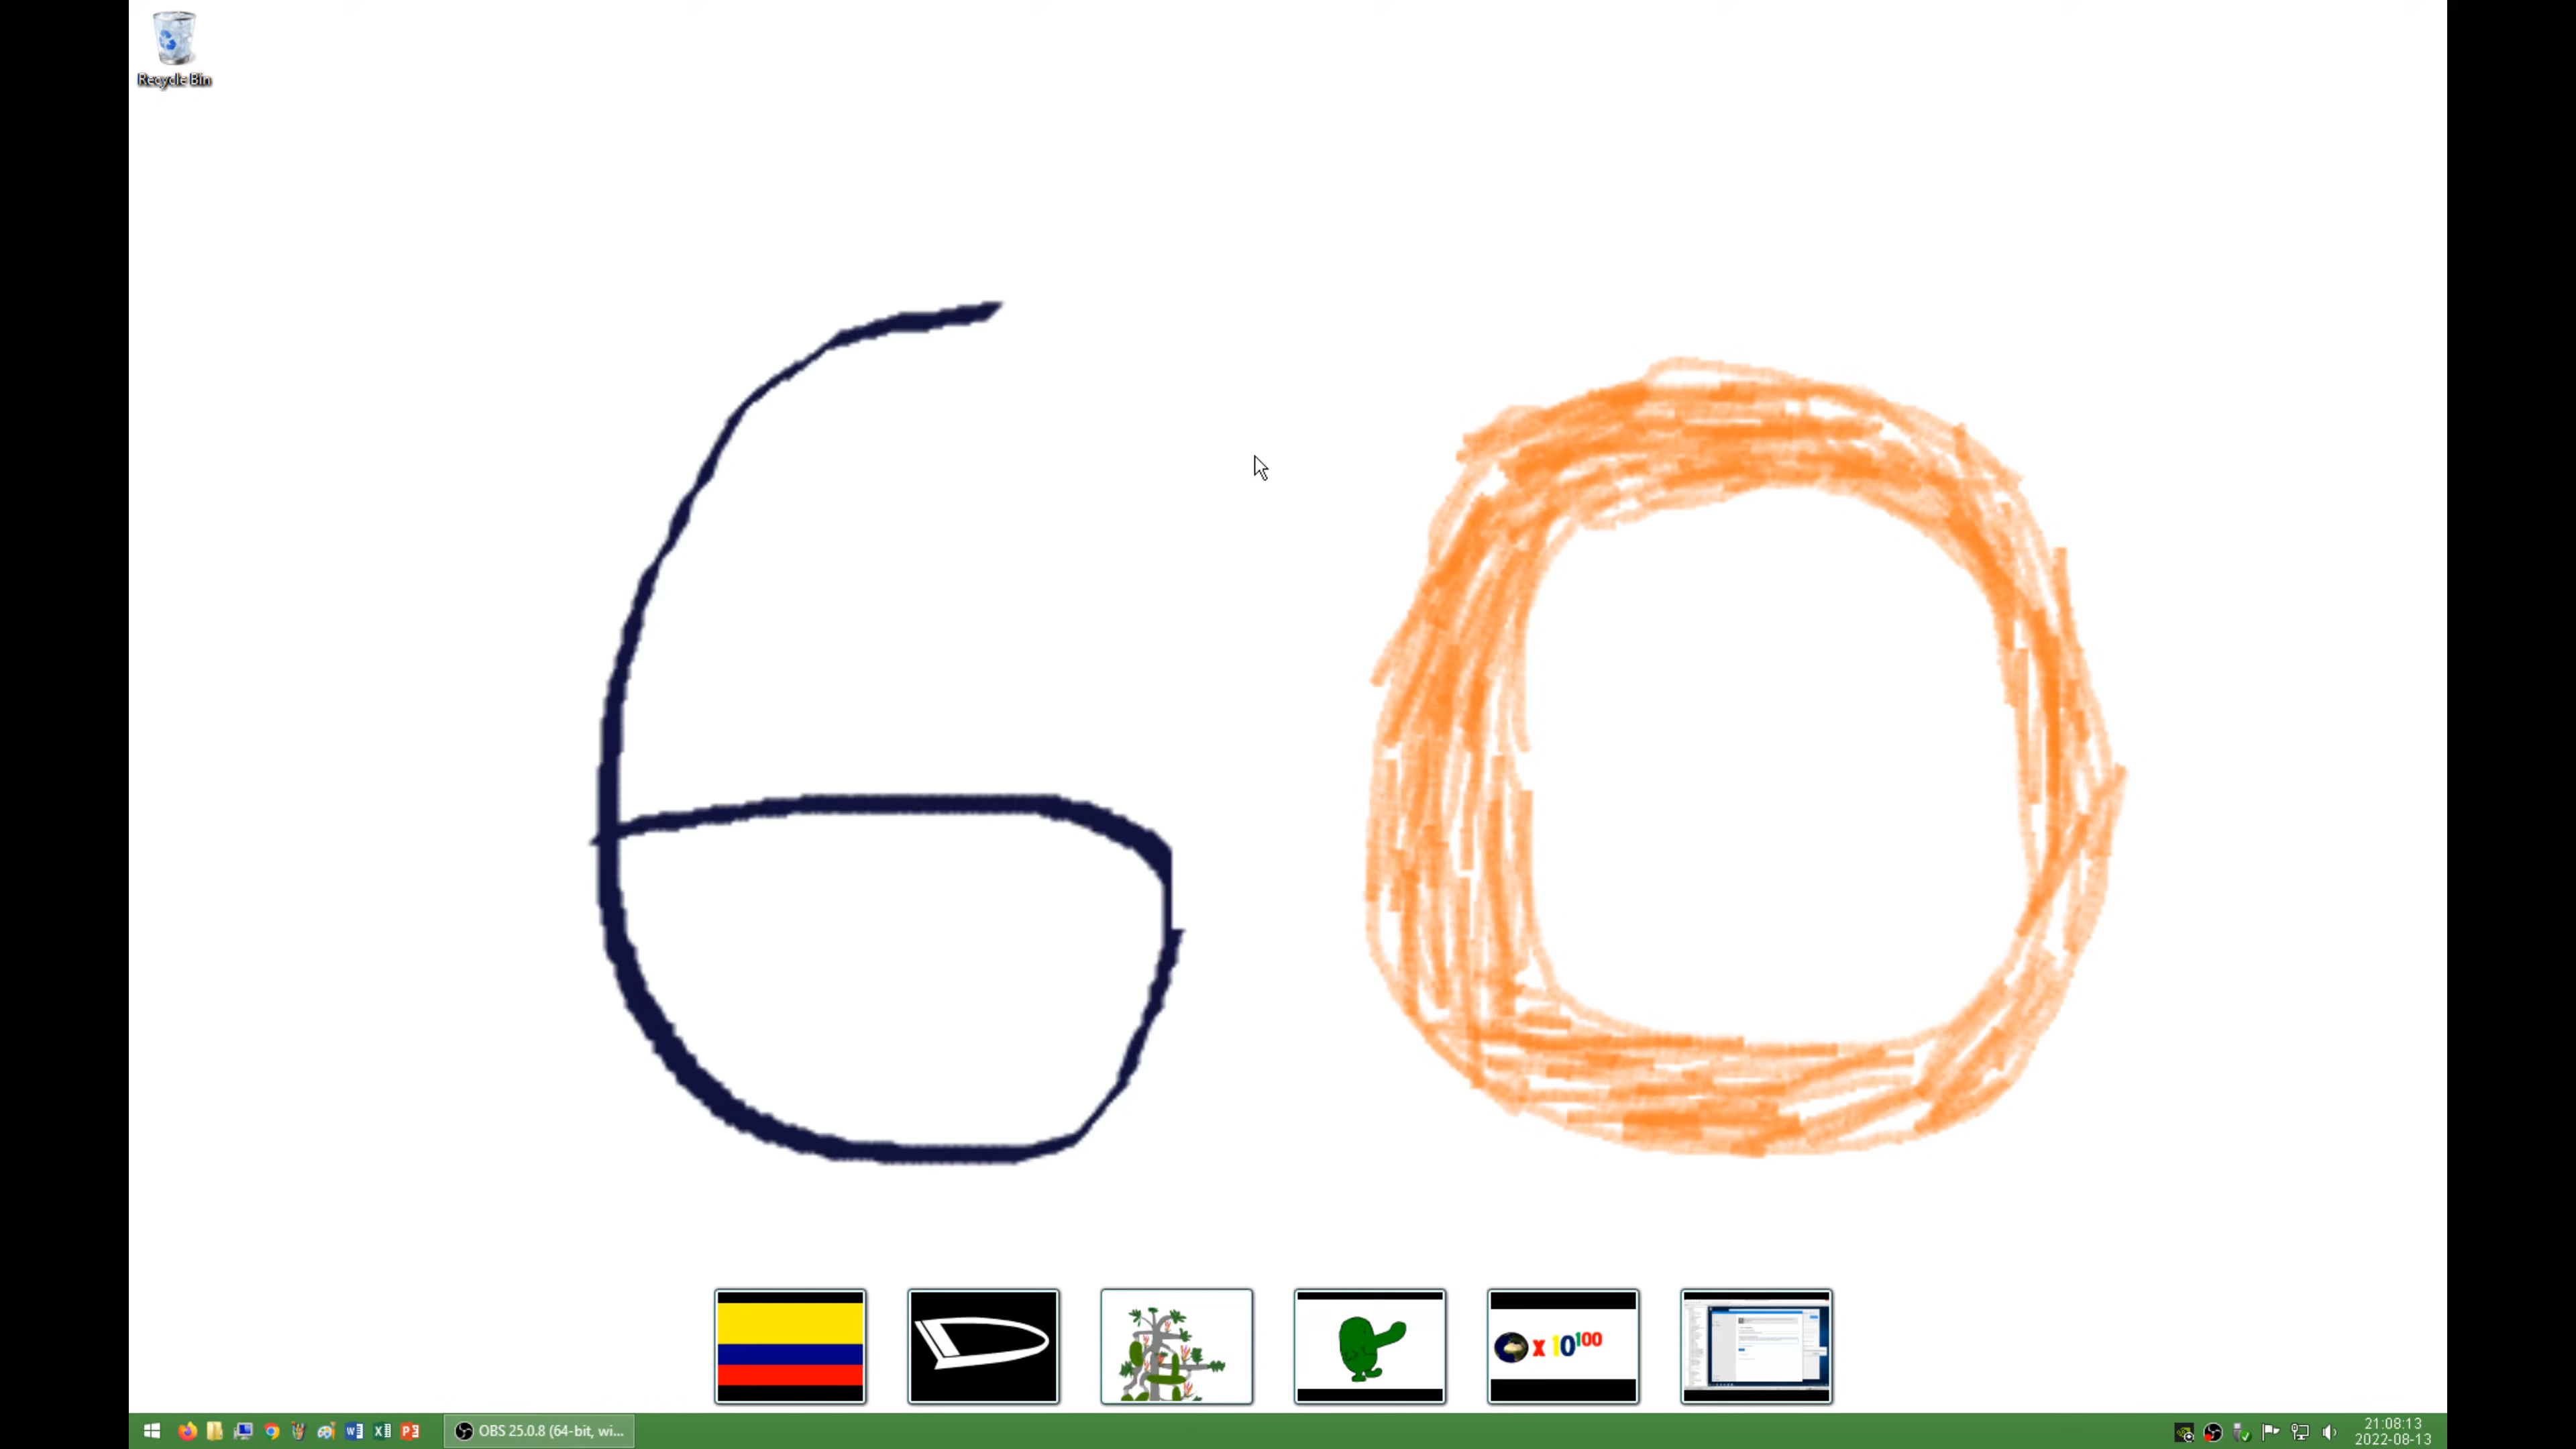 Recycle Bin
60
x 10¹⁰⁰
OBS 25.0.8 (64-bit, wi...
21:08:13
2022-08-13